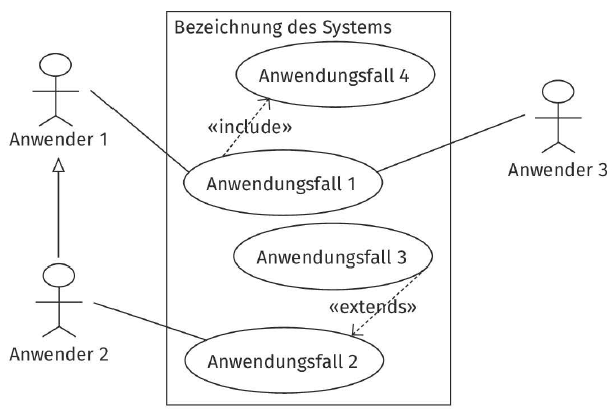 Bezeichnung des Systems
Anwendungsfall 4
«include»
Anwender 1
Anwendungsfall 1
Anwender 3
Anwendungsfall 3
«extends»
Anwender 2
Anwendungsfall 2